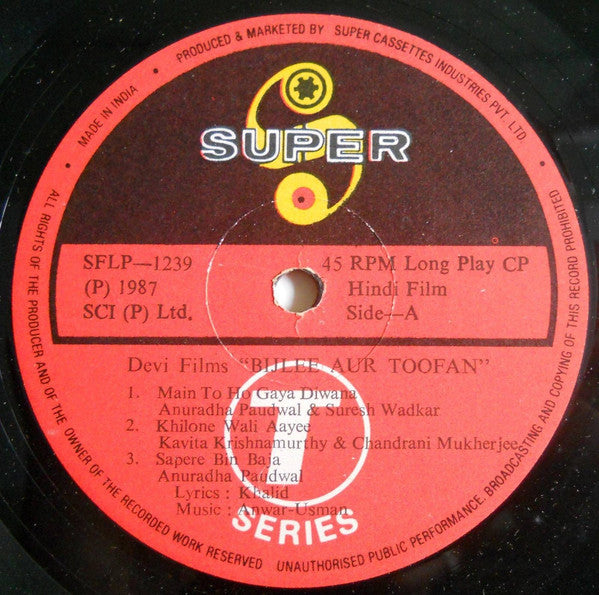 • MADE IN INDIA • PRODUCED & MARKETED BY SUPER CASSETTES INDUSTRIES PVT. LTD. •
SUPER
SFLP—1239
(P) 1987
SCI (P) Ltd.
45 RPM Long Play CP
Hindi Film
Side—A
Devi Films "BIJLEE AUR TOOFAN"
1. Main To Ho Gaya Diwana
Anuradha Paudwal & Suresh Wadkar
2. Khilone Wali Aayee
Kavita Krishnamurthy & Chandrani Mukherjee
3. Sapere Bin Baja
Anuradha Paudwal
Lyrics : Khalid
Music : Anwar-Usman
T
SERIES
ALL RIGHTS OF THE PRODUCER AND OF THE OWNER OF THE RECORDED WORK RESERVED UNAUTHORISED PUBLIC PERFORMANCE. BROADCASTING AND COPYING OF THIS RECORD PROHIBITED